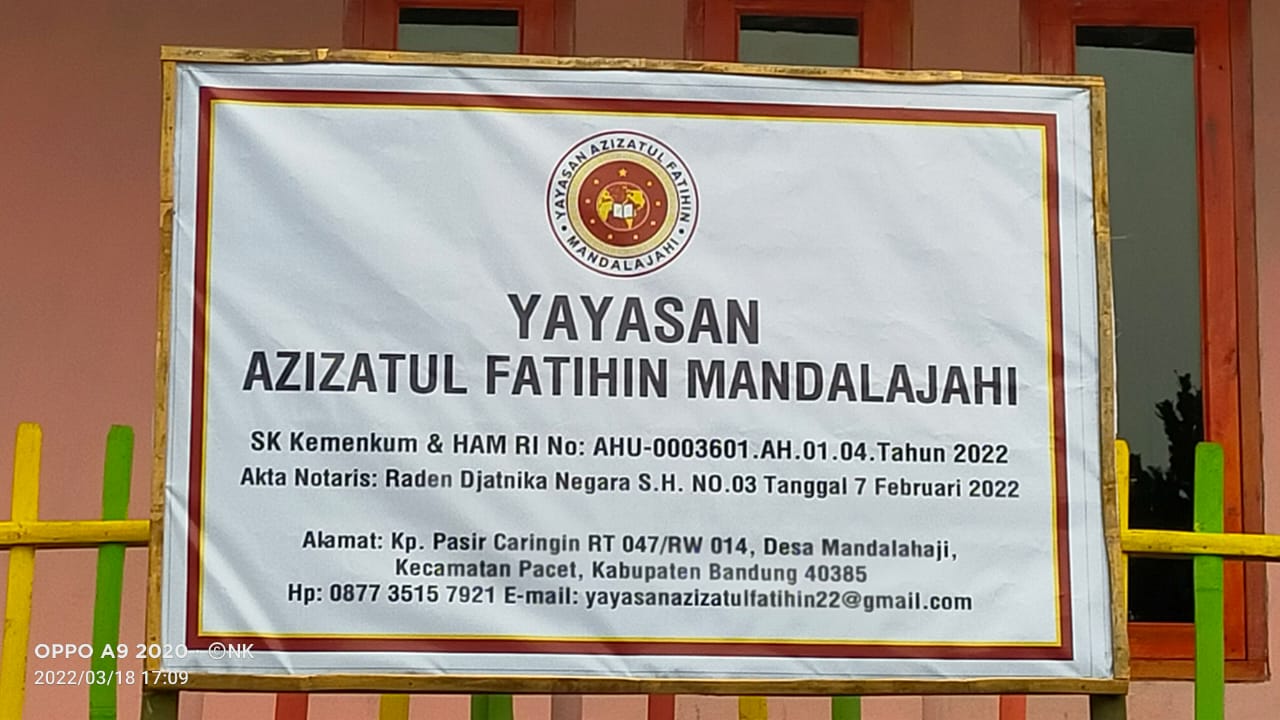 YAYASAN AZIZATUL FATIHIN
• MANDALAJAHI •
YAYASAN
AZIZATUL FATIHIN MANDALAJAHI
SK Kemenkum & HAM RI No: AHU-0003601.AH.01.04.Tahun 2022
Akta Notaris: Raden Djatnika Negara S.H. NO.03 Tanggal 7 Februari 2022
Alamat: Kp. Pasir Caringin RT 047/RW 014, Desa Mandalahaji,
Kecamatan Pacet, Kabupaten Bandung 40385
Hp: 0877 3515 7921 E-mail: yayasanazizatulfatihin22@gmail.com
OPPO A9 2020 · ©NK
2022/03/18 17:09